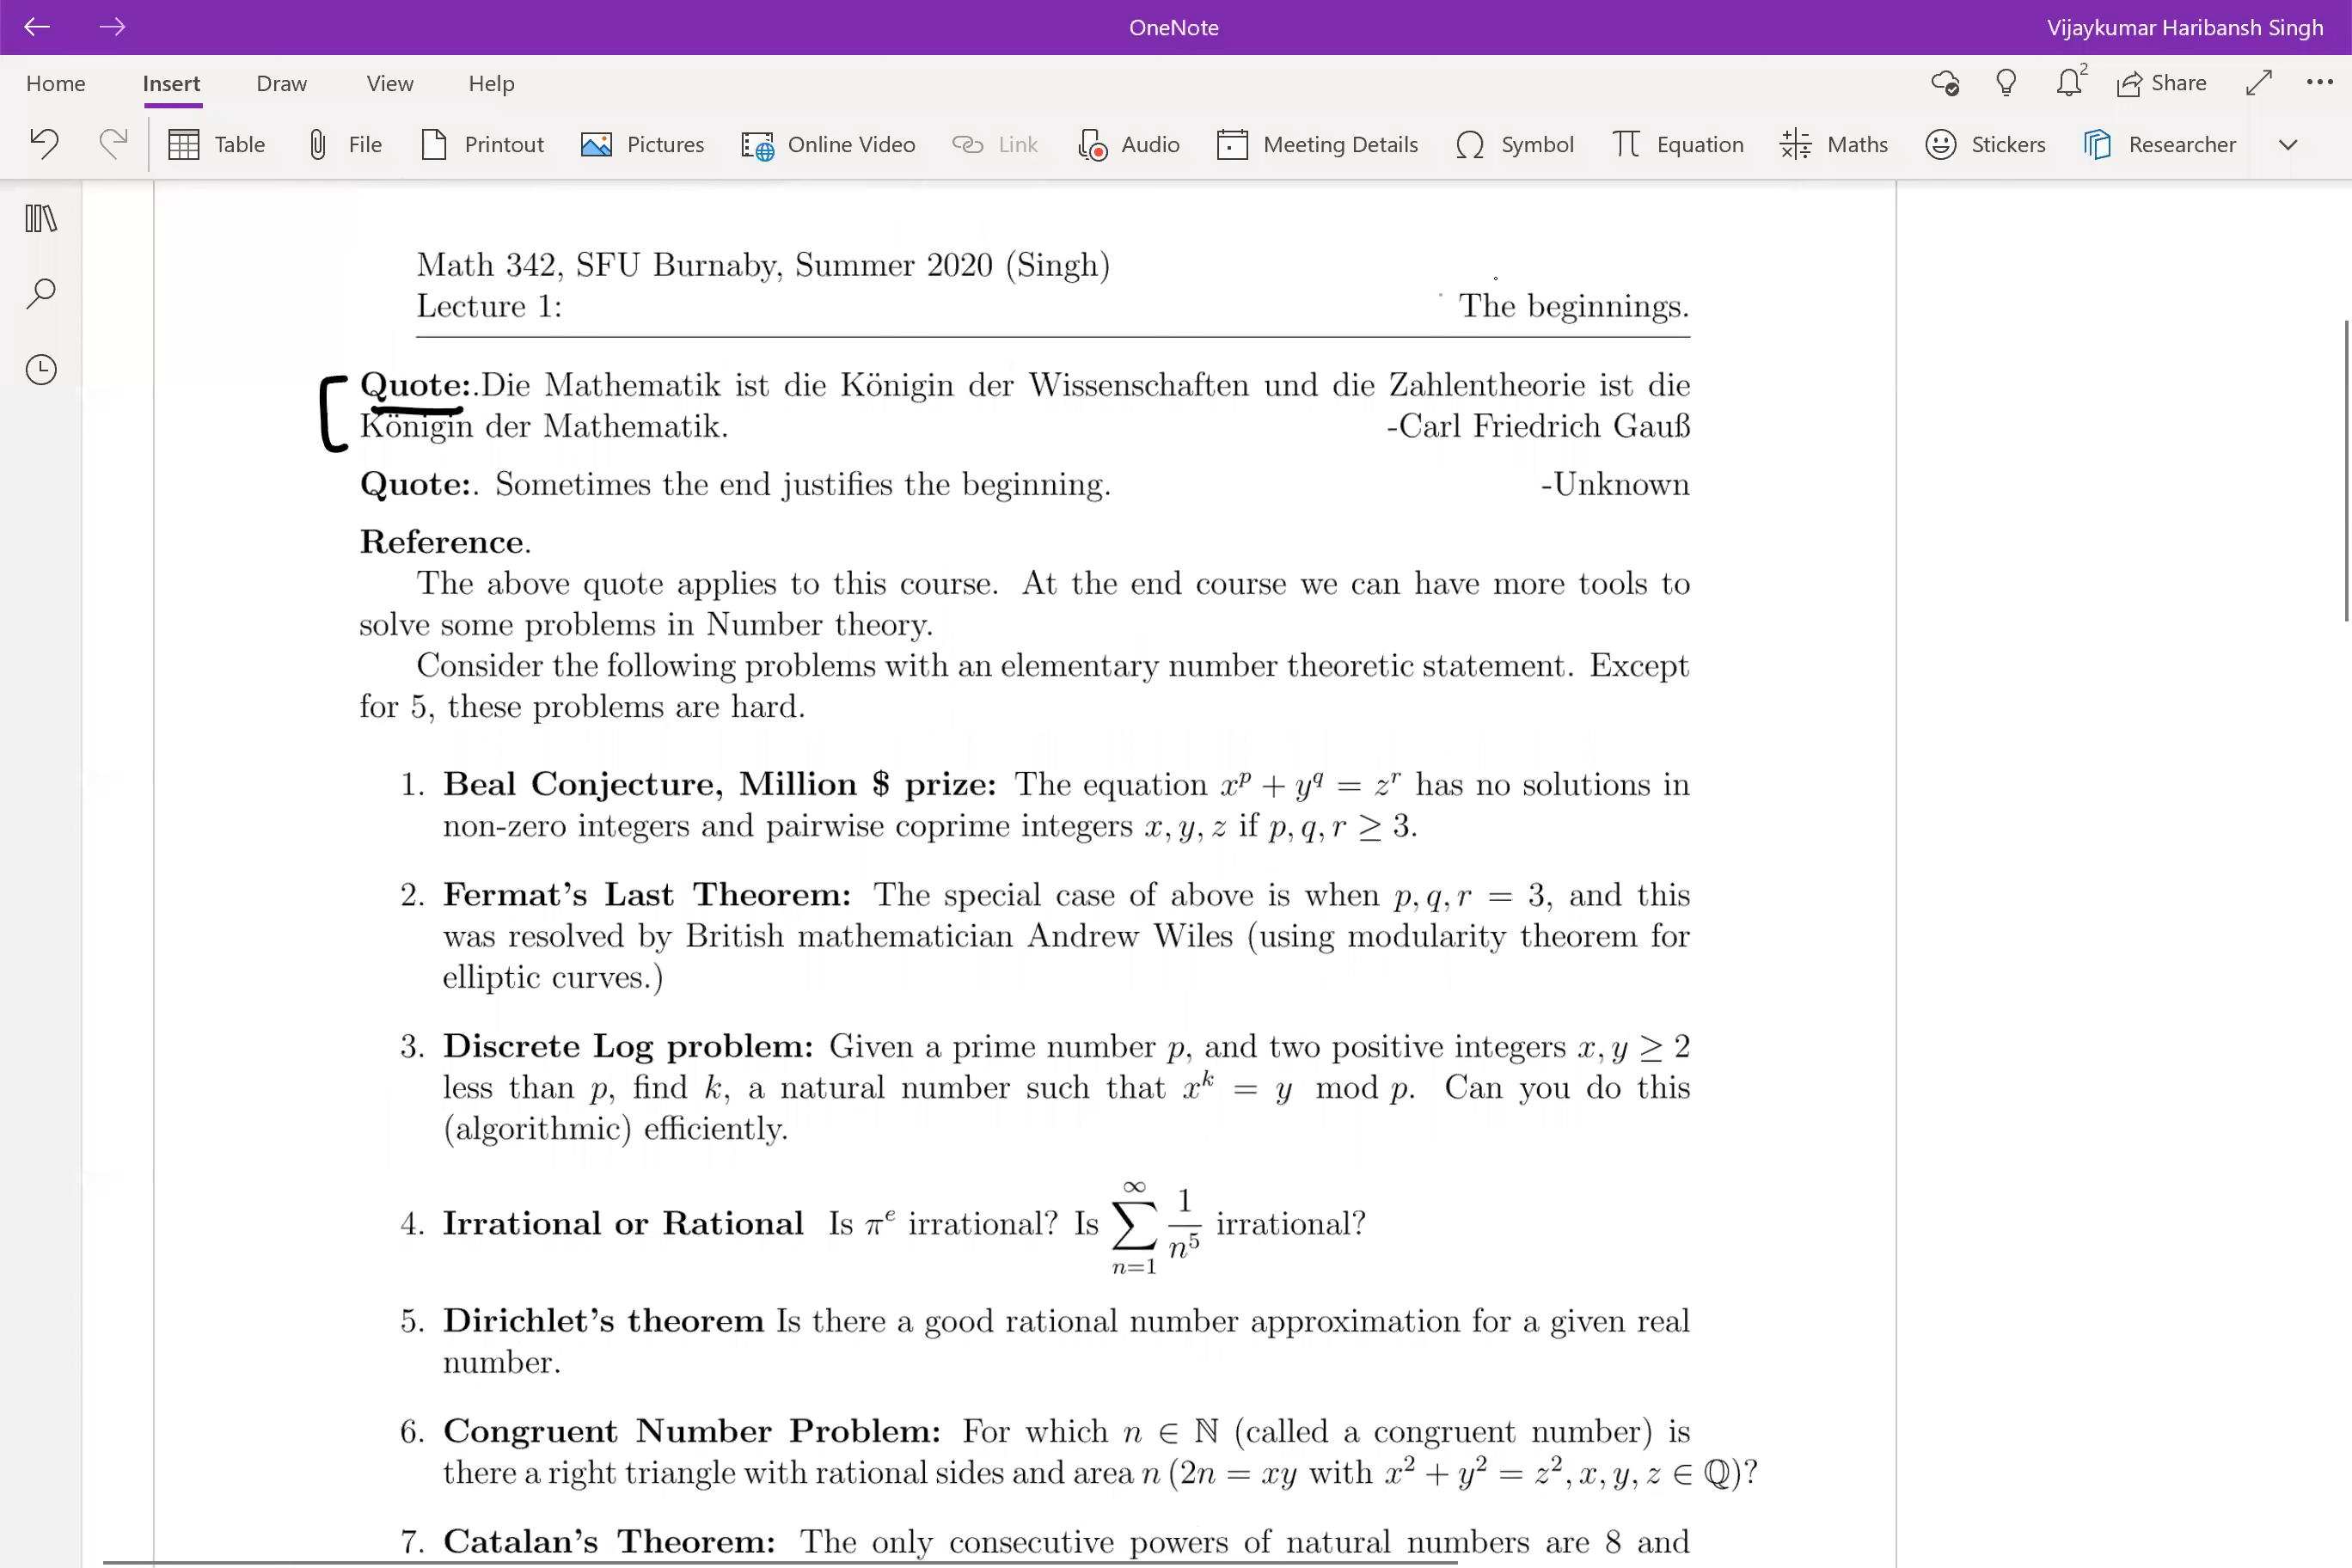 OneNote
Vijaykumar Haribansh Singh
Home Insert Draw View Help
2 Share
Table File Printout Pictures Online Video Link Audio Meeting Details Symbol Equation Maths Stickers Researcher
Math 342, SFU Burnaby, Summer 2020 (Singh)
Lecture 1: The beginnings.
Quote:.Die Mathematik ist die Königin der Wissenschaften und die Zahlentheorie ist die
Königin der Mathematik. -Carl Friedrich Gauß
Quote:. Sometimes the end justifies the beginning. -Unknown
Reference.
The above quote applies to this course. At the end course we can have more tools to
solve some problems in Number theory.
Consider the following problems with an elementary number theoretic statement. Except
for 5, these problems are hard.
1. Beal Conjecture, Million $ prize: The equation x^p + y^q = z^r has no solutions in
non-zero integers and pairwise coprime integers x, y, z if p, q, r ≥ 3.
2. Fermat's Last Theorem: The special case of above is when p, q, r = 3, and this
was resolved by British mathematician Andrew Wiles (using modularity theorem for
elliptic curves.)
3. Discrete Log problem: Given a prime number p, and two positive integers x, y ≥ 2
less than p, find k, a natural number such that x^k = y mod p. Can you do this
(algorithmic) efficiently.
4. Irrational or Rational Is π^e irrational? Is ∑_{n=1}^{∞} 1/n^5 irrational?
5. Dirichlet's theorem Is there a good rational number approximation for a given real
number.
6. Congruent Number Problem: For which n ∈ ℕ (called a congruent number) is
there a right triangle with rational sides and area n (2n = xy with x² + y² = z², x, y, z ∈ ℚ)?
7. Catalan's Theorem: The only consecutive powers of natural numbers are 8 and